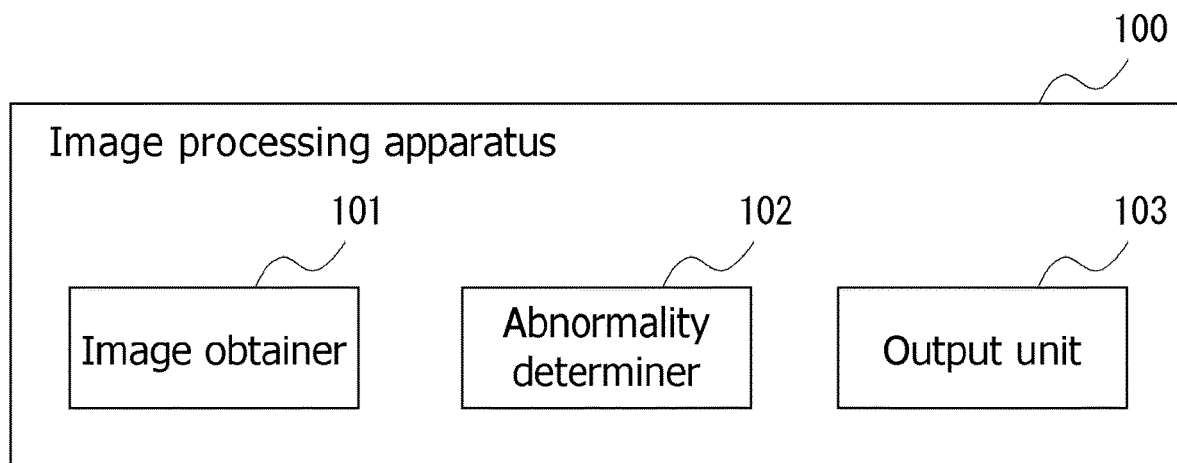 100
Image processing apparatus
101
102
103
Image obtainer
Abnormality
determiner
Output unit